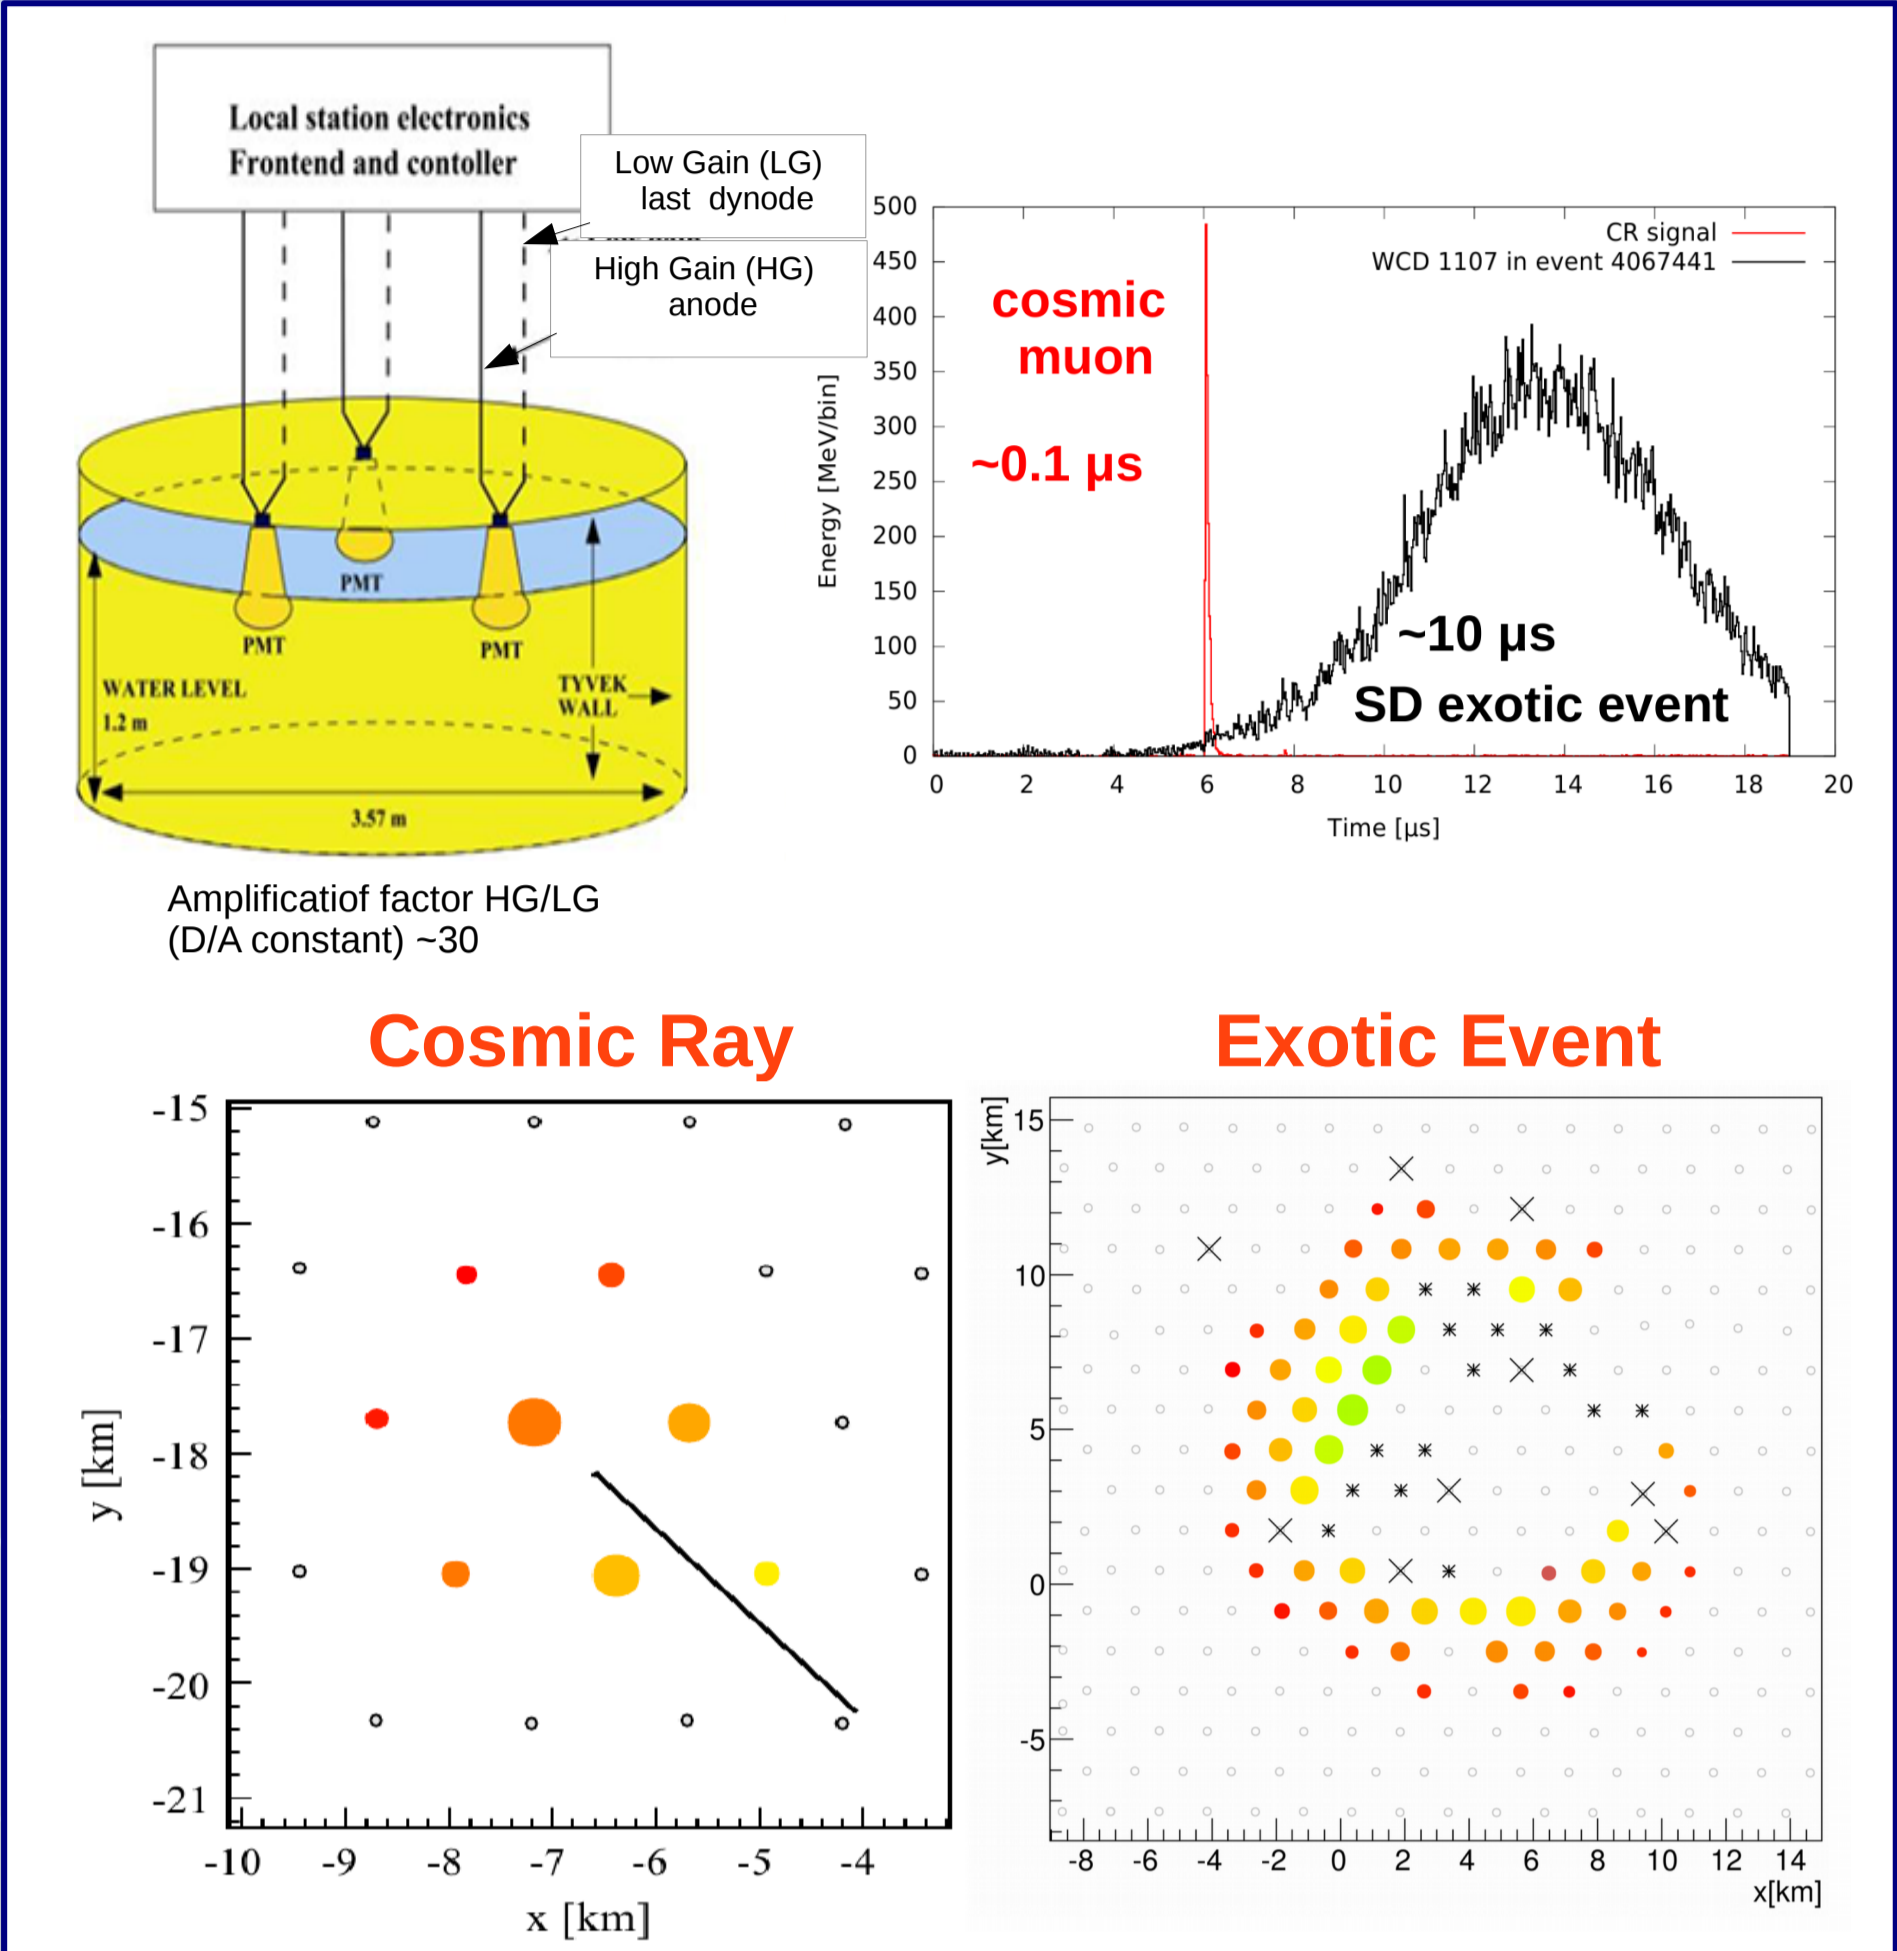 Local station electronics
Frontend and contoller
Low Gain (LG)
last dynode
High Gain (HG)
anode
PMT
PMT
PMT
WATER LEVEL
1.2 m
TYVEK
WALL
3.57 m
Amplificatiof factor HG/LG
(D/A constant) ~30
500
450
400
350
300
250
200
150
100
50
0
Energy [MeV/bin]
CR signal
WCD 1107 in event 4067441
cosmic
muon
~0.1 µs
~10 µs
SD exotic event
0 2 4 6 8 10 12 14 16 18 20
Time [µs]
Cosmic Ray
-15
-16
-17
-18
-19
-20
-21
y [km]
-10 -9 -8 -7 -6 -5 -4
x [km]
Exotic Event
y[km]
15
10
5
0
-5
-8 -6 -4 -2 0 2 4 6 8 10 12 14
x[km]